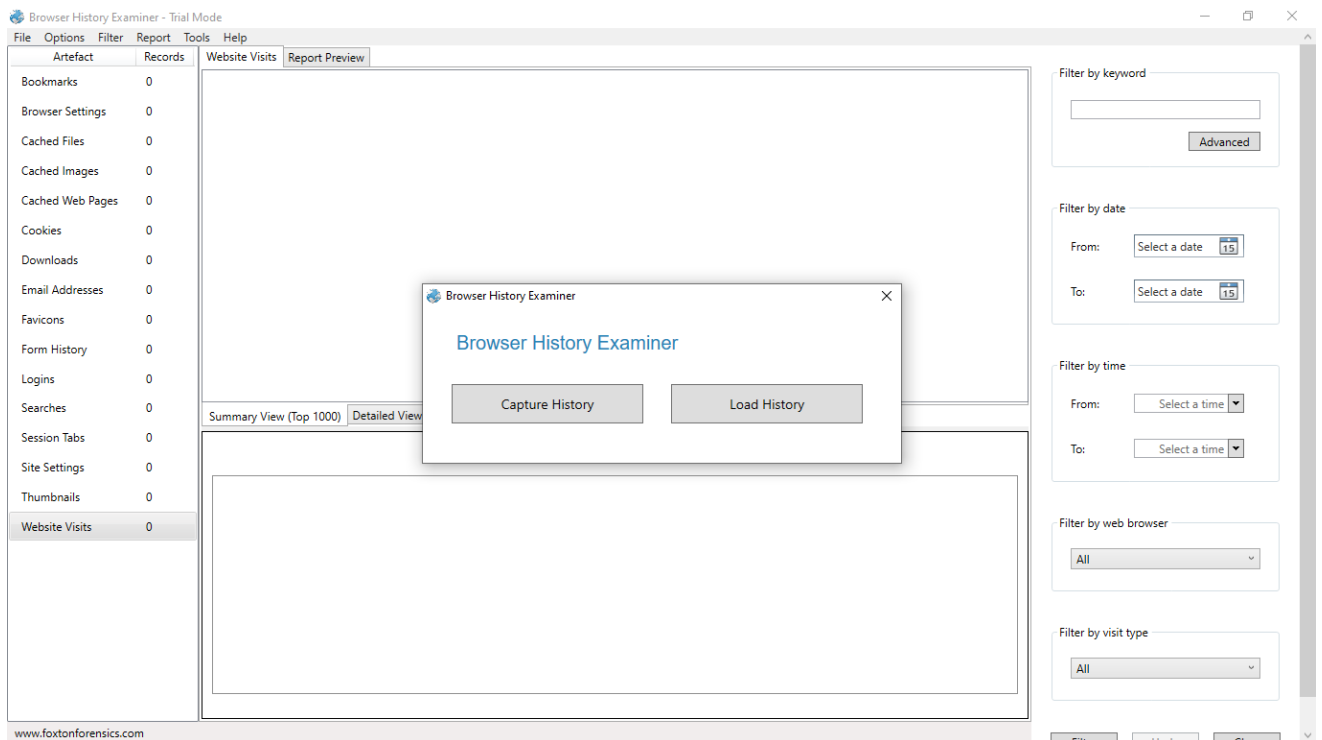 Browser History Examiner - Trial Mode
File Options Filter Report Tools Help
Artefact Records
Bookmarks 0
Browser Settings 0
Cached Files 0
Cached Images 0
Cached Web Pages 0
Cookies 0
Downloads 0
Email Addresses 0
Favicons 0
Form History 0
Logins 0
Searches 0
Session Tabs 0
Site Settings 0
Thumbnails 0
Website Visits 0
Website Visits Report Preview
Summary View (Top 1000) Detailed View
Browser History Examiner
Browser History Examiner
Capture History Load History
Filter by keyword
Advanced
Filter by date
From: Select a date 15
To: Select a date 15
Filter by time
From: Select a time
To: Select a time
Filter by web browser
All
Filter by visit type
All
www.foxtonforensics.com